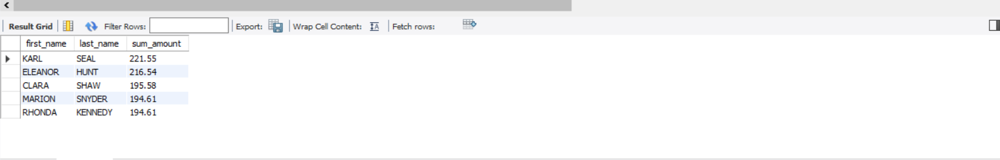 Result Grid Filter Rows: Export: Wrap Cell Content: IA Fetch rows:
first_name last_name sum_amount
KARL SEAL 221.55
ELEANOR HUNT 216.54
CLARA SHAW 195.58
MARION SNYDER 194.61
RHONDA KENNEDY 194.61